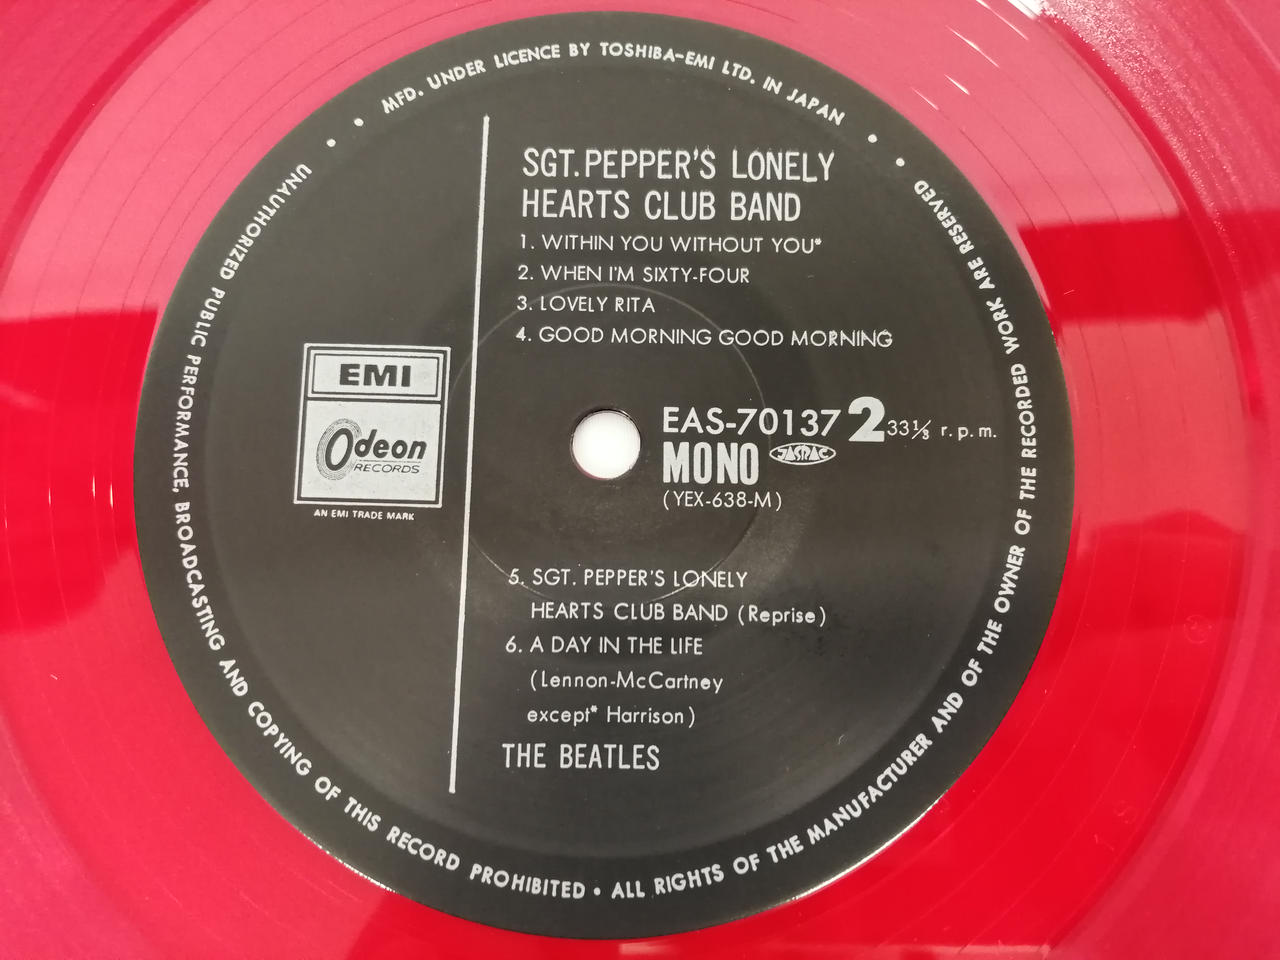 MFD. UNDER LICENCE BY TOSHIBA-EMI LTD. IN JAPAN
SGT. PEPPER'S LONELY
HEARTS CLUB BAND
1. WITHIN YOU WITHOUT YOU*
2. WHEN I'M SIXTY-FOUR
3. LOVELY RITA
4. GOOD MORNING GOOD MORNING
EMI
Odeon
RECORDS
AN EMI TRADE MARK
EAS-70137 2 33⅓ r.p.m.
MONO JASRAC
(YEX-638-M)
5. SGT. PEPPER'S LONELY
HEARTS CLUB BAND (Reprise)
6. A DAY IN THE LIFE
(Lennon-McCartney
except* Harrison)
THE BEATLES
UNAUTHORIZED PUBLIC PERFORMANCE, BROADCASTING AND COPYING OF THIS RECORD PROHIBITED • ALL RIGHTS OF THE MANUFACTURER AND OF THE OWNER OF THE RECORDED WORK ARE RESERVED